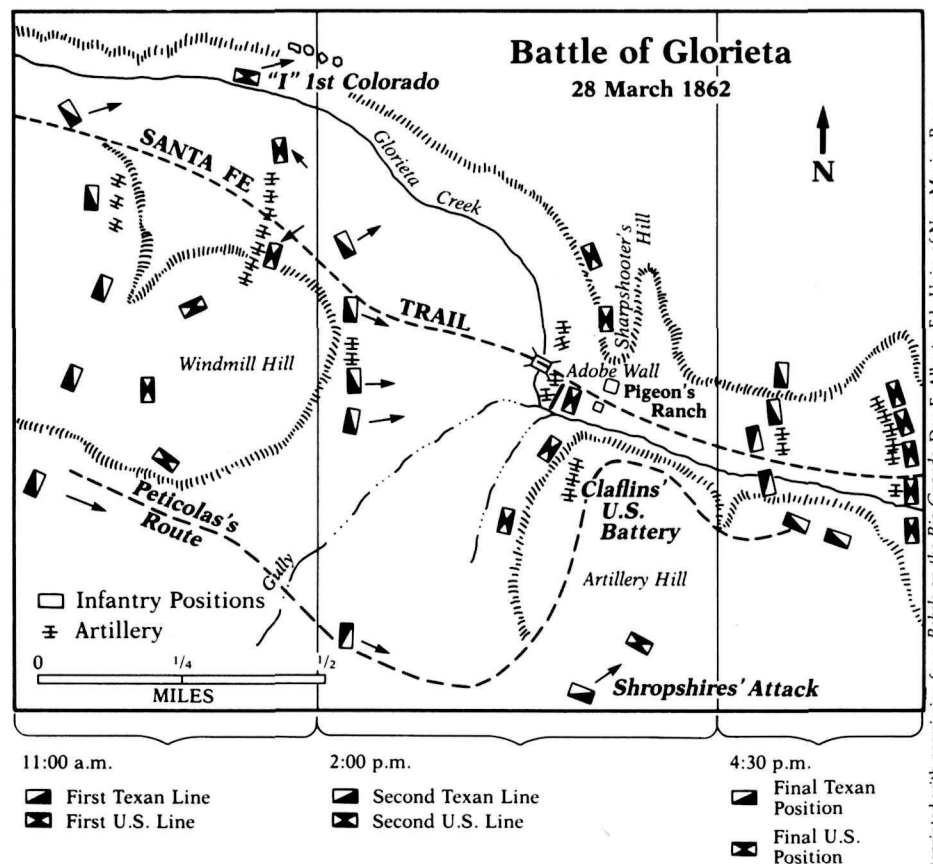 Battle of Glorieta
28 March 1862
"I" 1st Colorado
N
SANTA FE
TRAIL
Glorieta
Creek
Sharpshooter's
Hill
Windmill Hill
Adobe Wall
Pigeon's
Ranch
Peticolas's
Route
Gully
Claflins'
U.S.
Battery
Artillery Hill
Shropshires' Attack
Infantry Positions
Artillery
0 1/4 1/2
MILES
11:00 a.m.
First Texan Line
First U.S. Line
2:00 p.m.
Second Texan Line
Second U.S. Line
4:30 p.m.
Final Texan
Position
Final U.S.
Position